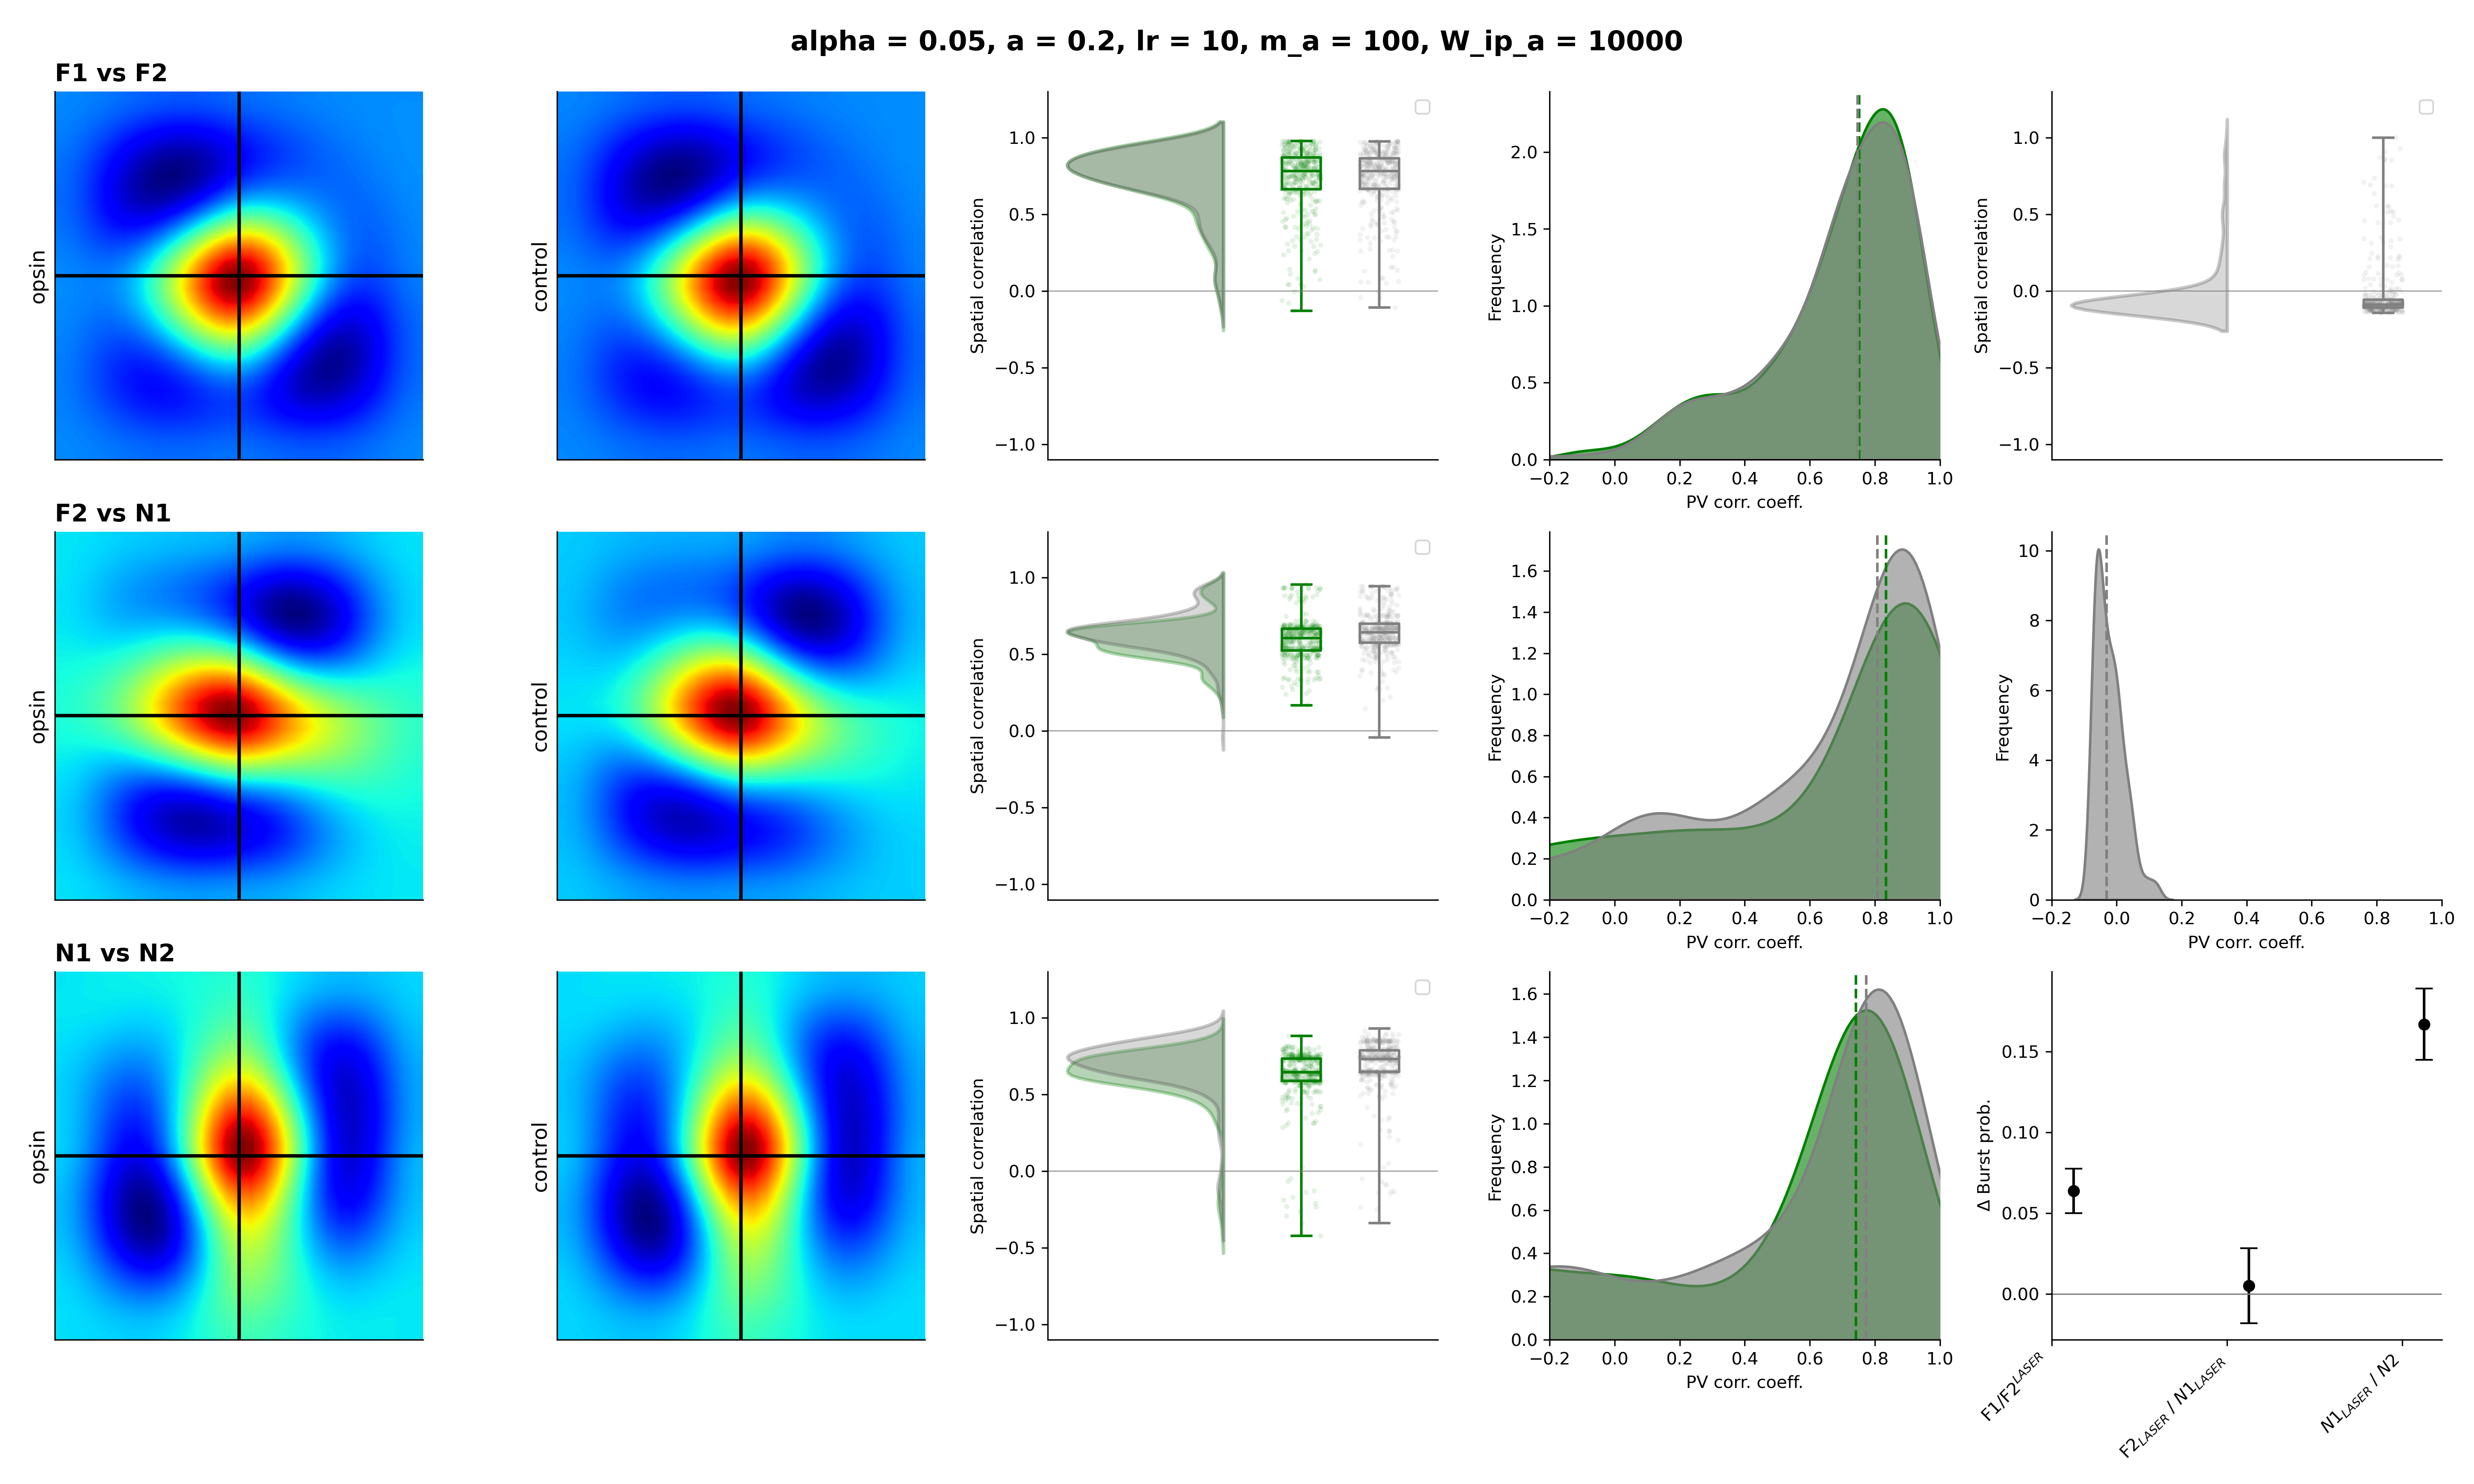 alpha = 0.05, a = 0.2, lr = 10, m_a = 100, W_ip_a = 10000
F1 vs F2
opsin
control
Spatial correlation
1.0
0.5
0.0
−0.5
−1.0
Frequency
2.0
1.5
1.0
0.5
0.0
−0.2 0.0 0.2 0.4 0.6 0.8 1.0
PV corr. coeff.
Spatial correlation
1.0
0.5
0.0
−0.5
−1.0
F2 vs N1
opsin
control
Spatial correlation
1.0
0.5
0.0
−0.5
−1.0
Frequency
1.6
1.4
1.2
1.0
0.8
0.6
0.4
0.2
0.0
−0.2 0.0 0.2 0.4 0.6 0.8 1.0
PV corr. coeff.
Frequency
10
8
6
4
2
0
−0.2 0.0 0.2 0.4 0.6 0.8 1.0
PV corr. coeff.
N1 vs N2
opsin
control
Spatial correlation
1.0
0.5
0.0
−0.5
−1.0
Frequency
1.6
1.4
1.2
1.0
0.8
0.6
0.4
0.2
0.0
−0.2 0.0 0.2 0.4 0.6 0.8 1.0
PV corr. coeff.
Δ Burst prob.
0.15
0.10
0.05
0.00
F1/F2^LASER
F2_LASER / N1_LASER
N1_LASER / N2